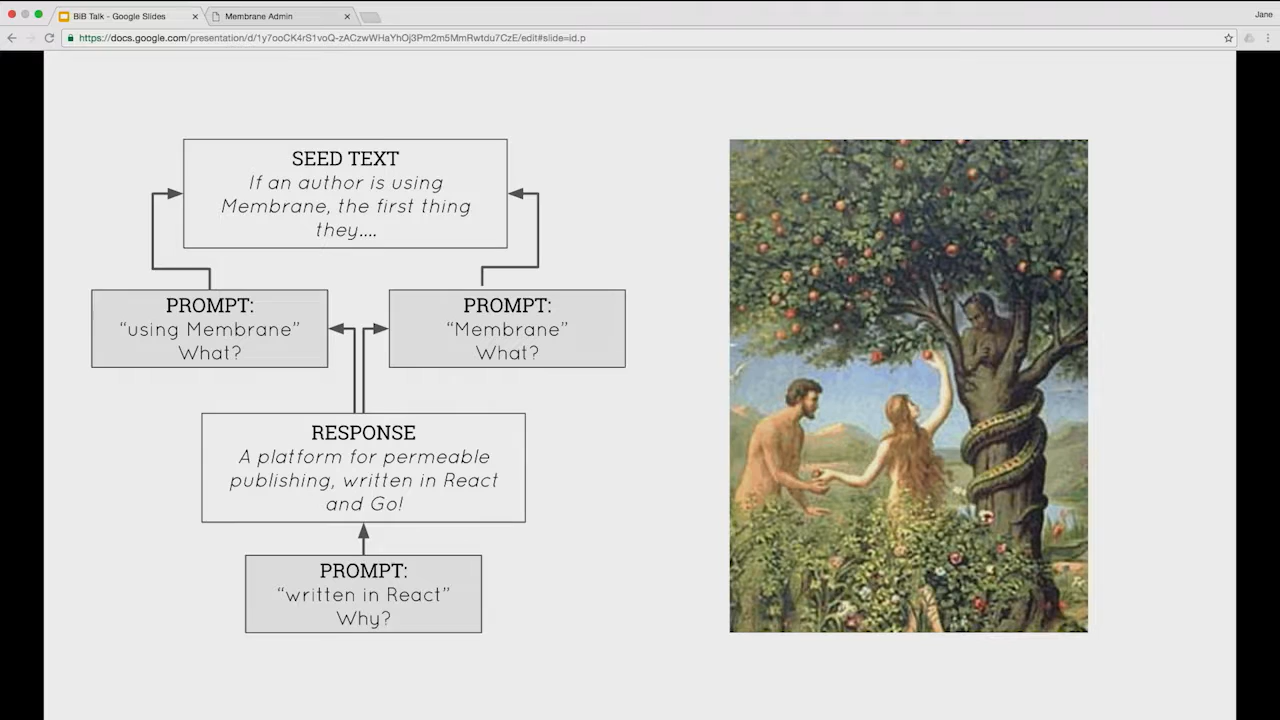 BiB Talk - Google Slides
Membrane Admin
Jane
https://docs.google.com/presentation/d/1y7ooCK4rS1voQ-zACzwWHaYhOj3Pm2m5MmRwtdu7CzE/edit#slide=id.p
SEED TEXT
If an author is using
Membrane, the first thing
they....
PROMPT:
“using Membrane”
What?
PROMPT:
“Membrane”
What?
RESPONSE
A platform for permeable
publishing, written in React
and Go!
PROMPT:
“written in React”
Why?